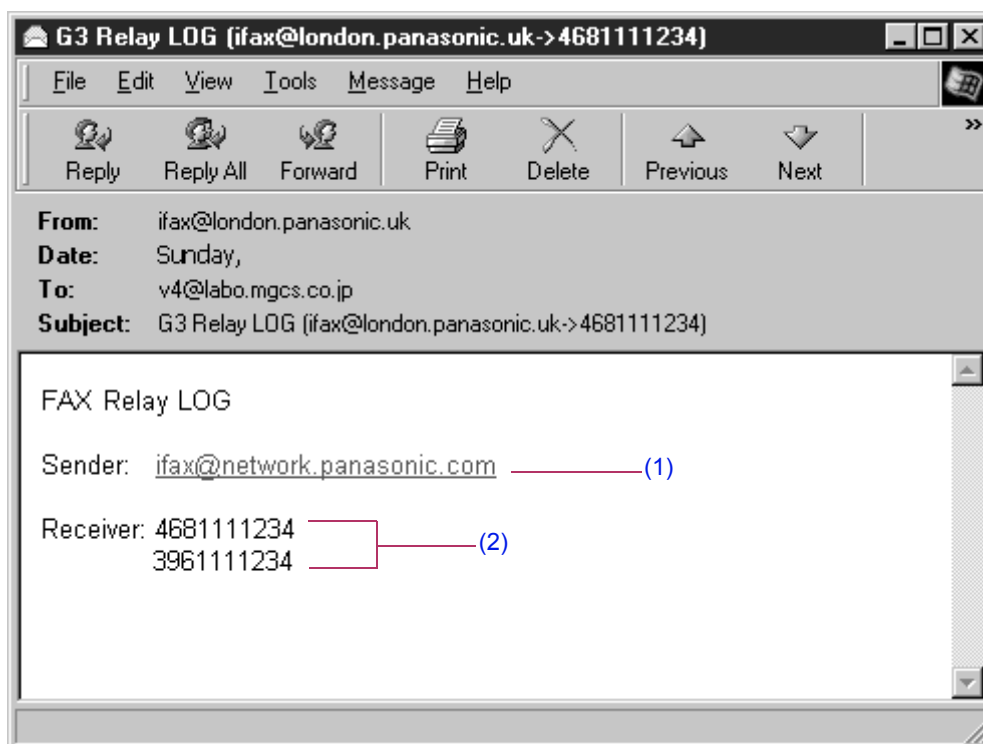 G3 Relay LOG (ifax@london.panasonic.uk->4681111234)
File Edit View Tools Message Help
»
Reply Reply All Forward Print Delete Previous Next
From: ifax@london.panasonic.uk
Date: Sunday,
To: v4@labo.mgcs.co.jp
Subject: G3 Relay LOG (ifax@london.panasonic.uk->4681111234)
FAX Relay LOG
Sender: ifax@network.panasonic.com (1)
Receiver: 4681111234
(2)
3961111234